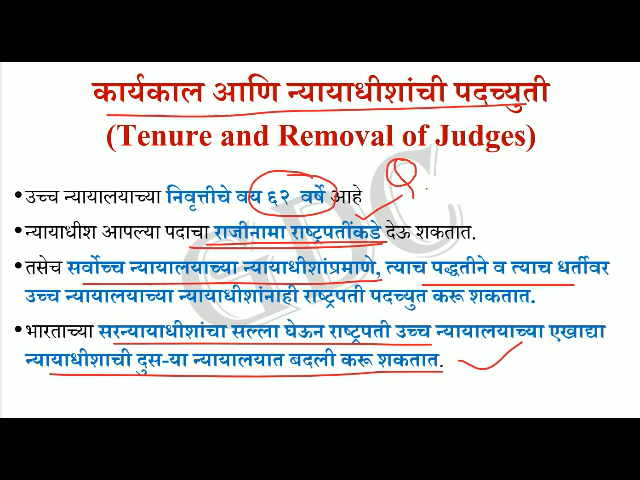 कार्यकाल आणि न्यायाधीशांची पदच्युती
(Tenure and Removal of Judges)
• उच्च न्यायालयाच्या निवृत्तीचे वय ६२ वर्षे आहे
• न्यायाधीश आपल्या पदाचा राजीनामा राष्ट्रपतींकडे देऊ शकतात.
• तसेच सर्वोच्च न्यायालयाच्या न्यायाधीशांप्रमाणे, त्याच पद्धतीने व त्याच धर्तीवर
उच्च न्यायालयाच्या न्यायाधीशांनाही राष्ट्रपती पदच्युत करू शकतात.
• भारताच्या सरन्यायाधीशांचा सल्ला घेऊन राष्ट्रपती उच्च न्यायालयाच्या एखाद्या
न्यायाधीशाची दुस-या न्यायालयात बदली करू शकतात.
GDC